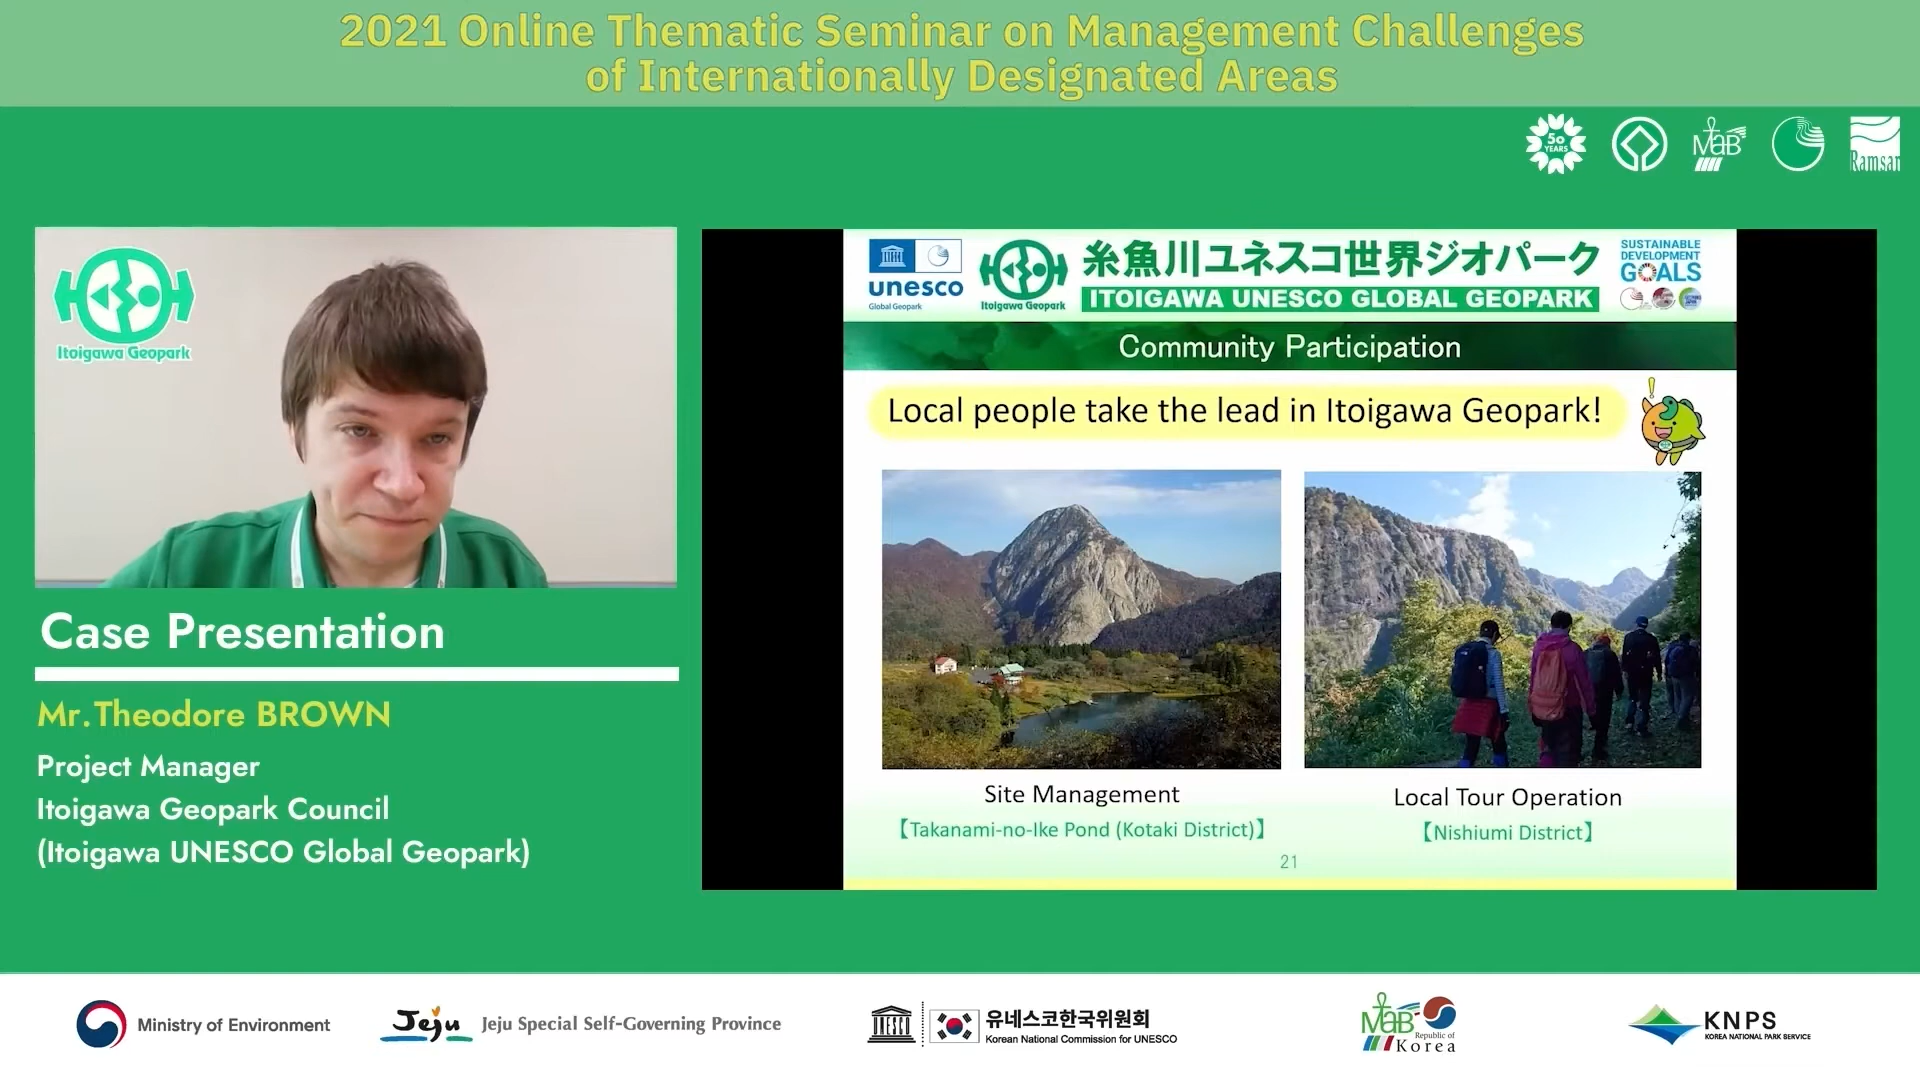 2021 Online Thematic Seminar on Management Challenges
of Internationally Designated Areas
50
YEARS
MaB
Ramsar
Itoigawa Geopark
Case Presentation
Mr.Theodore BROWN
Project Manager
Itoigawa Geopark Council
(Itoigawa UNESCO Global Geopark)
unesco
Global Geopark
Itoigawa Geopark
糸魚川ユネスコ世界ジオパーク
ITOIGAWA UNESCO GLOBAL GEOPARK
SUSTAINABLE
DEVELOPMENT
GOALS
Community Participation
Local people take the lead in Itoigawa Geopark!
Site Management
【Takanami-no-Ike Pond (Kotaki District)】
Local Tour Operation
【Nishiumi District】
21
Ministry of Environment
Jeju
Jeju Special Self-Governing Province
UNESCO
유네스코한국위원회
Korean National Commission for UNESCO
MaB
Republic of
Korea
KNPS
KOREA NATIONAL PARK SERVICE